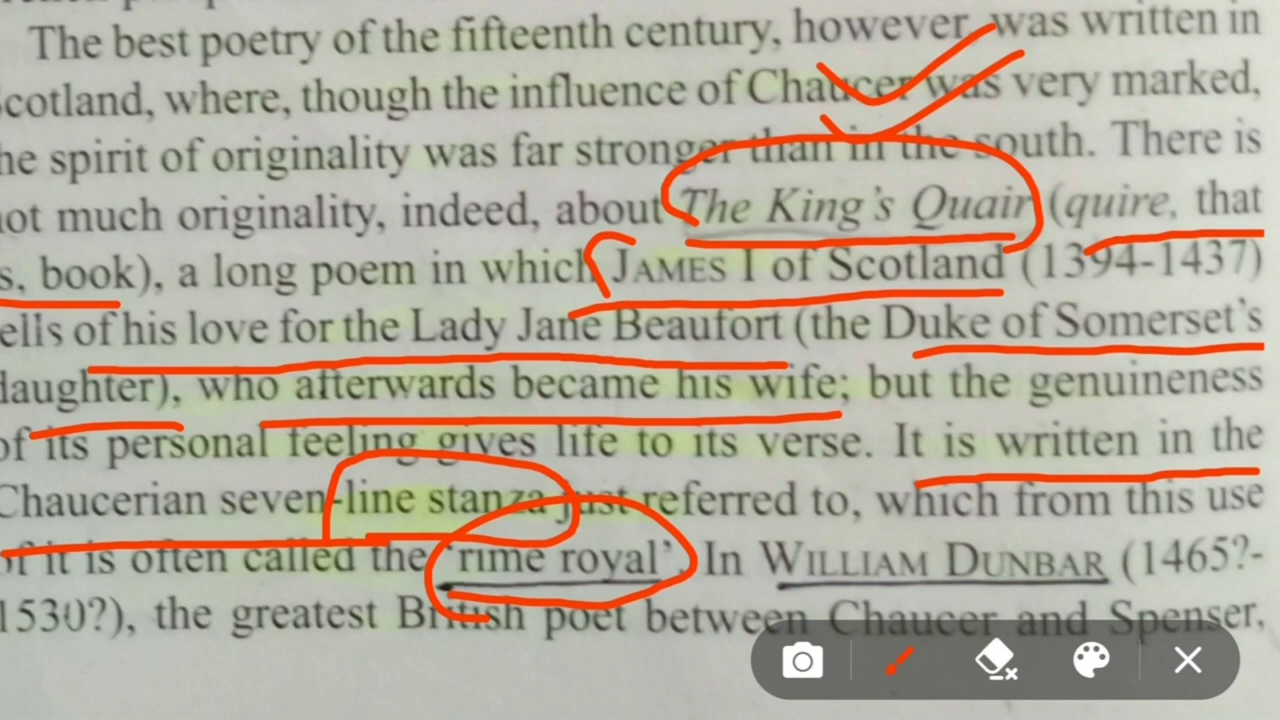 The best poetry of the fifteenth century, however, was written in
cotland, where, though the influence of Chaucer was very marked,
he spirit of originality was far stronger than in the south. There is
ot much originality, indeed, about The King's Quair (quire, that
s, book), a long poem in which JAMES I of Scotland (1394-1437)
ells of his love for the Lady Jane Beaufort (the Duke of Somerset's
daughter), who afterwards became his wife; but the genuineness
of its personal feeling gives life to its verse. It is written in the
Chaucerian seven-line stanza just referred to, which from this use
of it is often called the 'rime royal'. In WILLIAM DUNBAR (1465?-
1530?), the greatest British poet between Chaucer and Spenser,